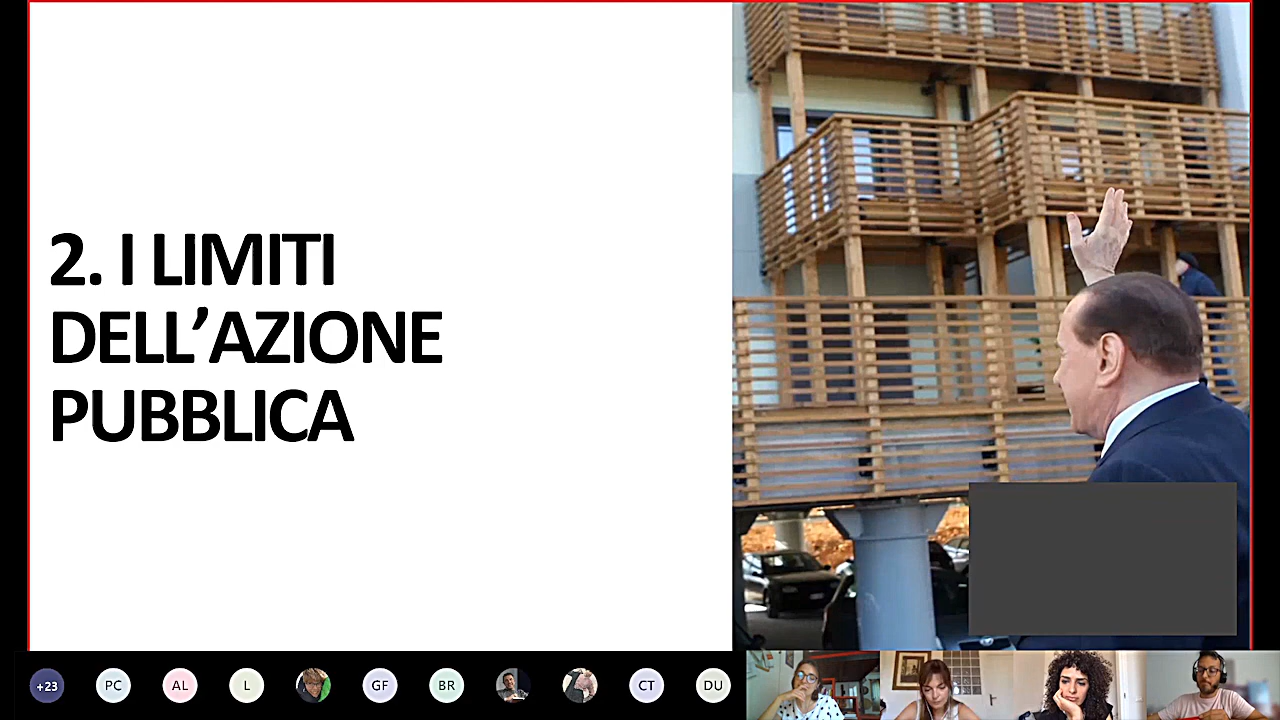 2. I LIMITI
DELL’AZIONE
PUBBLICA
+23
PC
AL
L
GF
BR
CT
DU